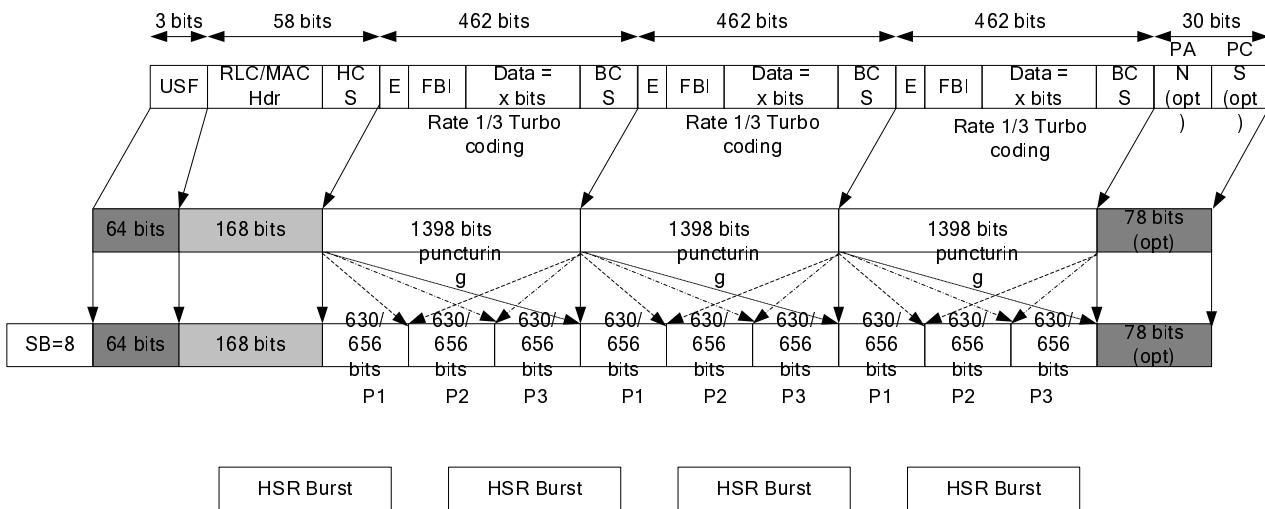 3 bits 58 bits 462 bits 462 bits 462 bits 30 bits
USF RLC/MAC Hdr HC S E FBI Data = x bits BC S E FBI Data = x bits BC S E FBI Data = x bits BC S PA N (opt ) PC S (opt )
Rate 1/3 Turbo coding Rate 1/3 Turbo coding Rate 1/3 Turbo coding
64 bits 168 bits 1398 bits puncturin g 1398 bits puncturin g 1398 bits puncturin g 78 bits (opt)
SB=8 64 bits 168 bits 630/ 656 bits 630/ 656 bits 630/ 656 bits 630/ 656 bits 630/ 656 bits 630/ 656 bits 630/ 656 bits 630/ 656 bits 630/ 656 bits 78 bits (opt)
P1 P2 P3 P1 P2 P3 P1 P2 P3
HSR Burst HSR Burst HSR Burst HSR Burst